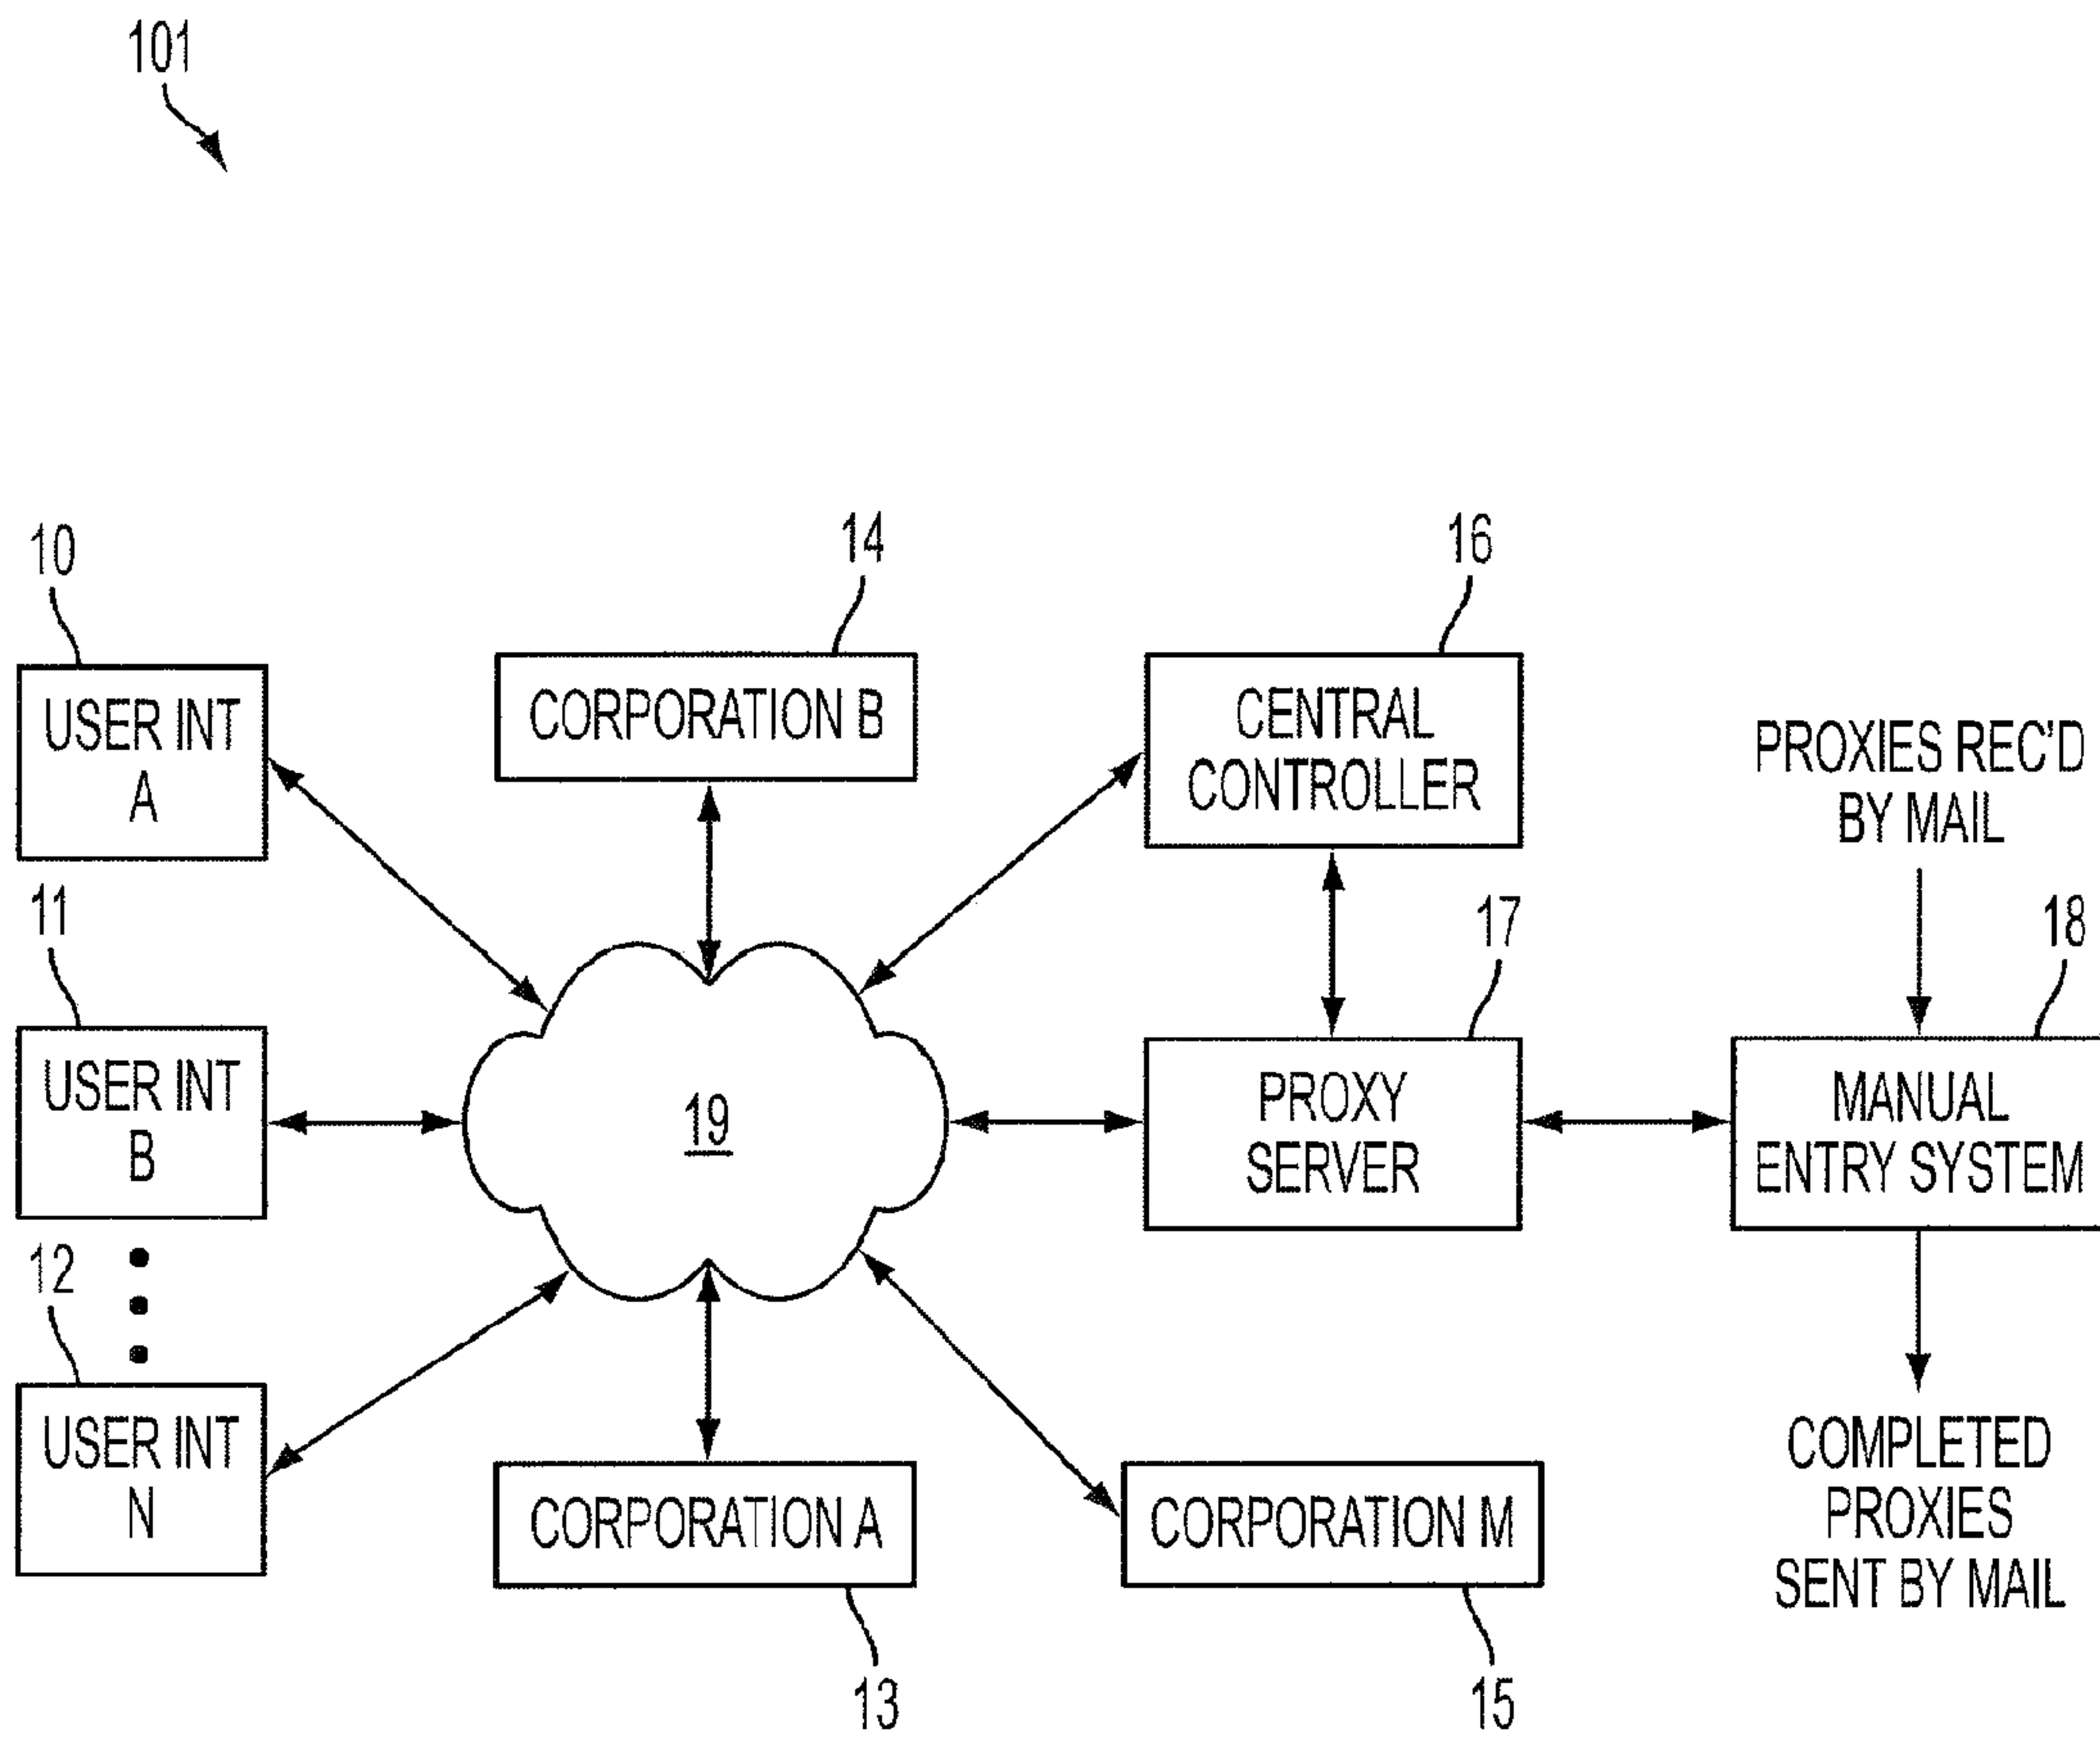 101
10
14
16
USER INT
A
CORPORATION B
CENTRAL
CONTROLLER
PROXIES REC'D
BY MAIL
11
17
18
USER INT
B
19
PROXY
SERVER
MANUAL
ENTRY SYSTEM
12
USER INT
N
CORPORATION A
CORPORATION M
COMPLETED
PROXIES
SENT BY MAIL
13
15